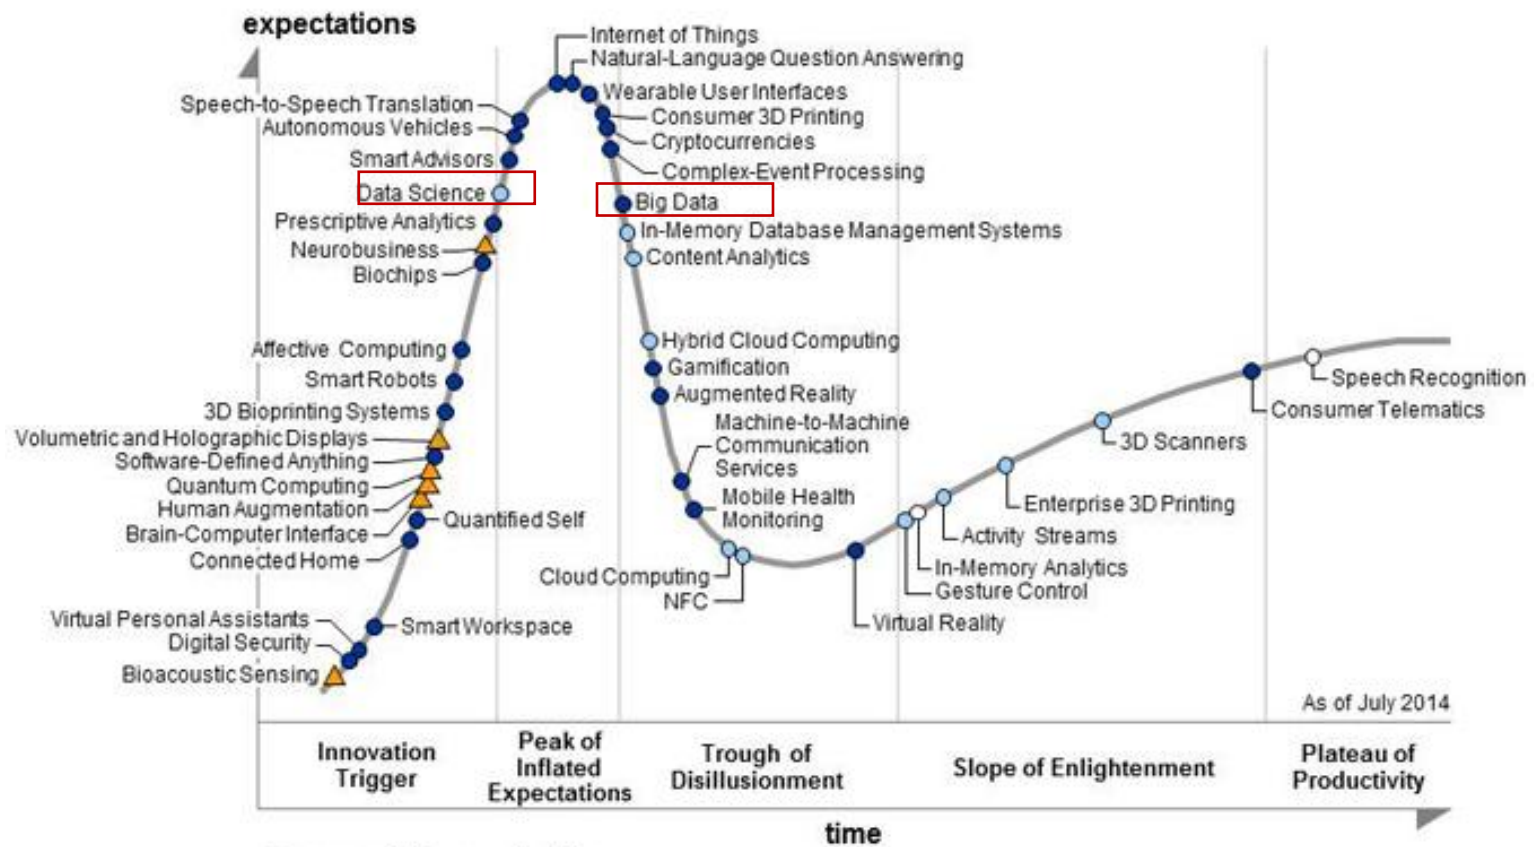 expectations
Internet of Things
Natural-Language Question Answering
Wearable User Interfaces
Speech-to-Speech Translation
Consumer 3D Printing
Autonomous Vehicles
Cryptocurrencies
Smart Advisors
Complex-Event Processing
Data Science
Big Data
Prescriptive Analytics
In-Memory Database Management Systems
Neurobusiness
Content Analytics
Biochips
Hybrid Cloud Computing
Affective Computing
Gamification
Smart Robots
Augmented Reality
3D Bioprinting Systems
Machine-to-Machine
Communication
Services
Volumetric and Holographic Displays
Software-Defined Anything
Quantum Computing
Mobile Health
Monitoring
Human Augmentation
Quantified Self
Brain-Computer Interface
Connected Home
Cloud Computing
NFC
Virtual Personal Assistants
Smart Workspace
Digital Security
Bioacoustic Sensing
Speech Recognition
Consumer Telematics
3D Scanners
Enterprise 3D Printing
Activity Streams
In-Memory Analytics
Gesture Control
Virtual Reality
As of July 2014
Innovation
Trigger
Peak of
Inflated
Expectations
Trough of
Disillusionment
Slope of Enlightenment
Plateau of
Productivity
time